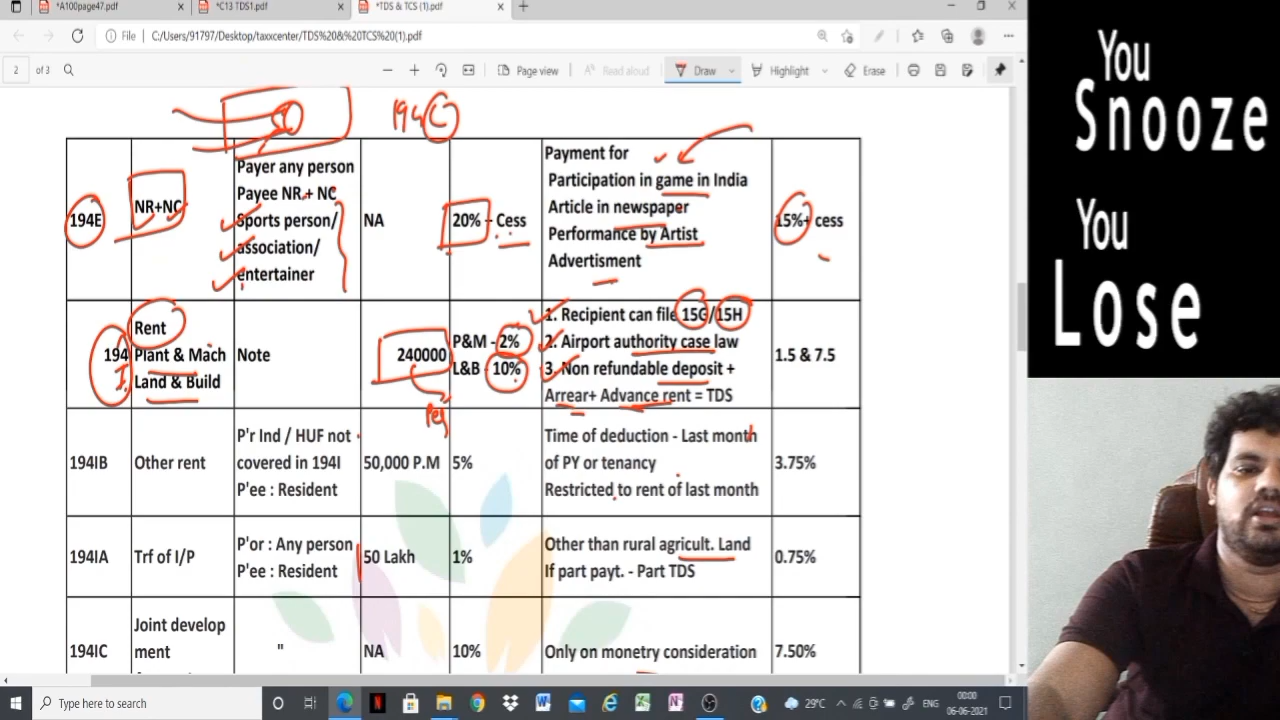 *A100page47.pdf
*C13 TDS1.pdf
*TDS & TCS (1).pdf
File
C:/Users/91797/Desktop/taxxcenter/TDS%20&%20TCS%20(1).pdf
2 of 3
Page view
Read aloud
Draw
Highlight
Erase
194C
194E
NR+NC
Payer any person
Payee NR + NC
Sports person/
association/
entertainer
NA
20% + Cess
Payment for
Participation in game in India
Article in newspaper
Performance by Artist
Advertisment
15%+ cess
194
I
Rent
Plant & Mach
Land & Build
Note
240000
P&M - 2%
L&B - 10%
1. Recipient can file 15G/15H
2. Airport authority case law
3. Non refundable deposit +
Arrear+ Advance rent = TDS
1.5 & 7.5
194IB
Other rent
P'r Ind / HUF not
covered in 194I
P'ee : Resident
50,000 P.M
5%
Time of deduction - Last month
of PY or tenancy
Restricted to rent of last month
3.75%
194IA
Trf of I/P
P'or : Any person
P'ee : Resident
50 Lakh
1%
Other than rural agricult. Land
If part payt. - Part TDS
0.75%
194IC
Joint develop
ment
"
NA
10%
Only on monetry consideration
7.50%
You
Snooze
You
Lose
Type here to search
29°C
ENG
00:00
06-06-2021